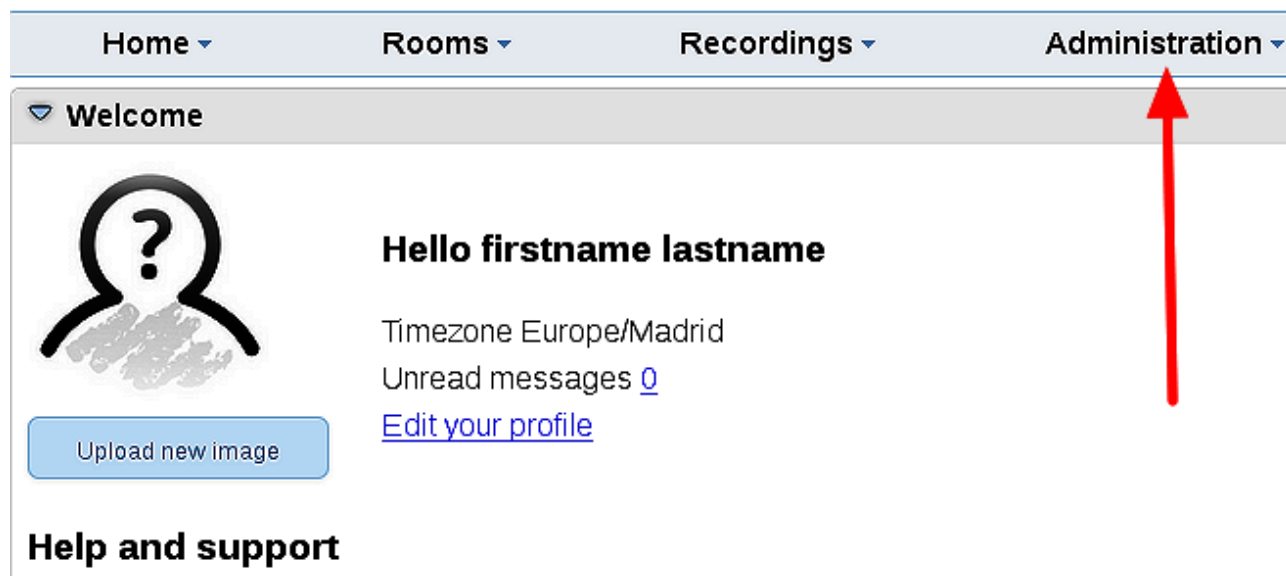 Home Rooms Recordings Administration
Welcome
?
Hello firstname lastname
Timezone Europe/Madrid
Unread messages 0
Edit your profile
Upload new image
Help and support